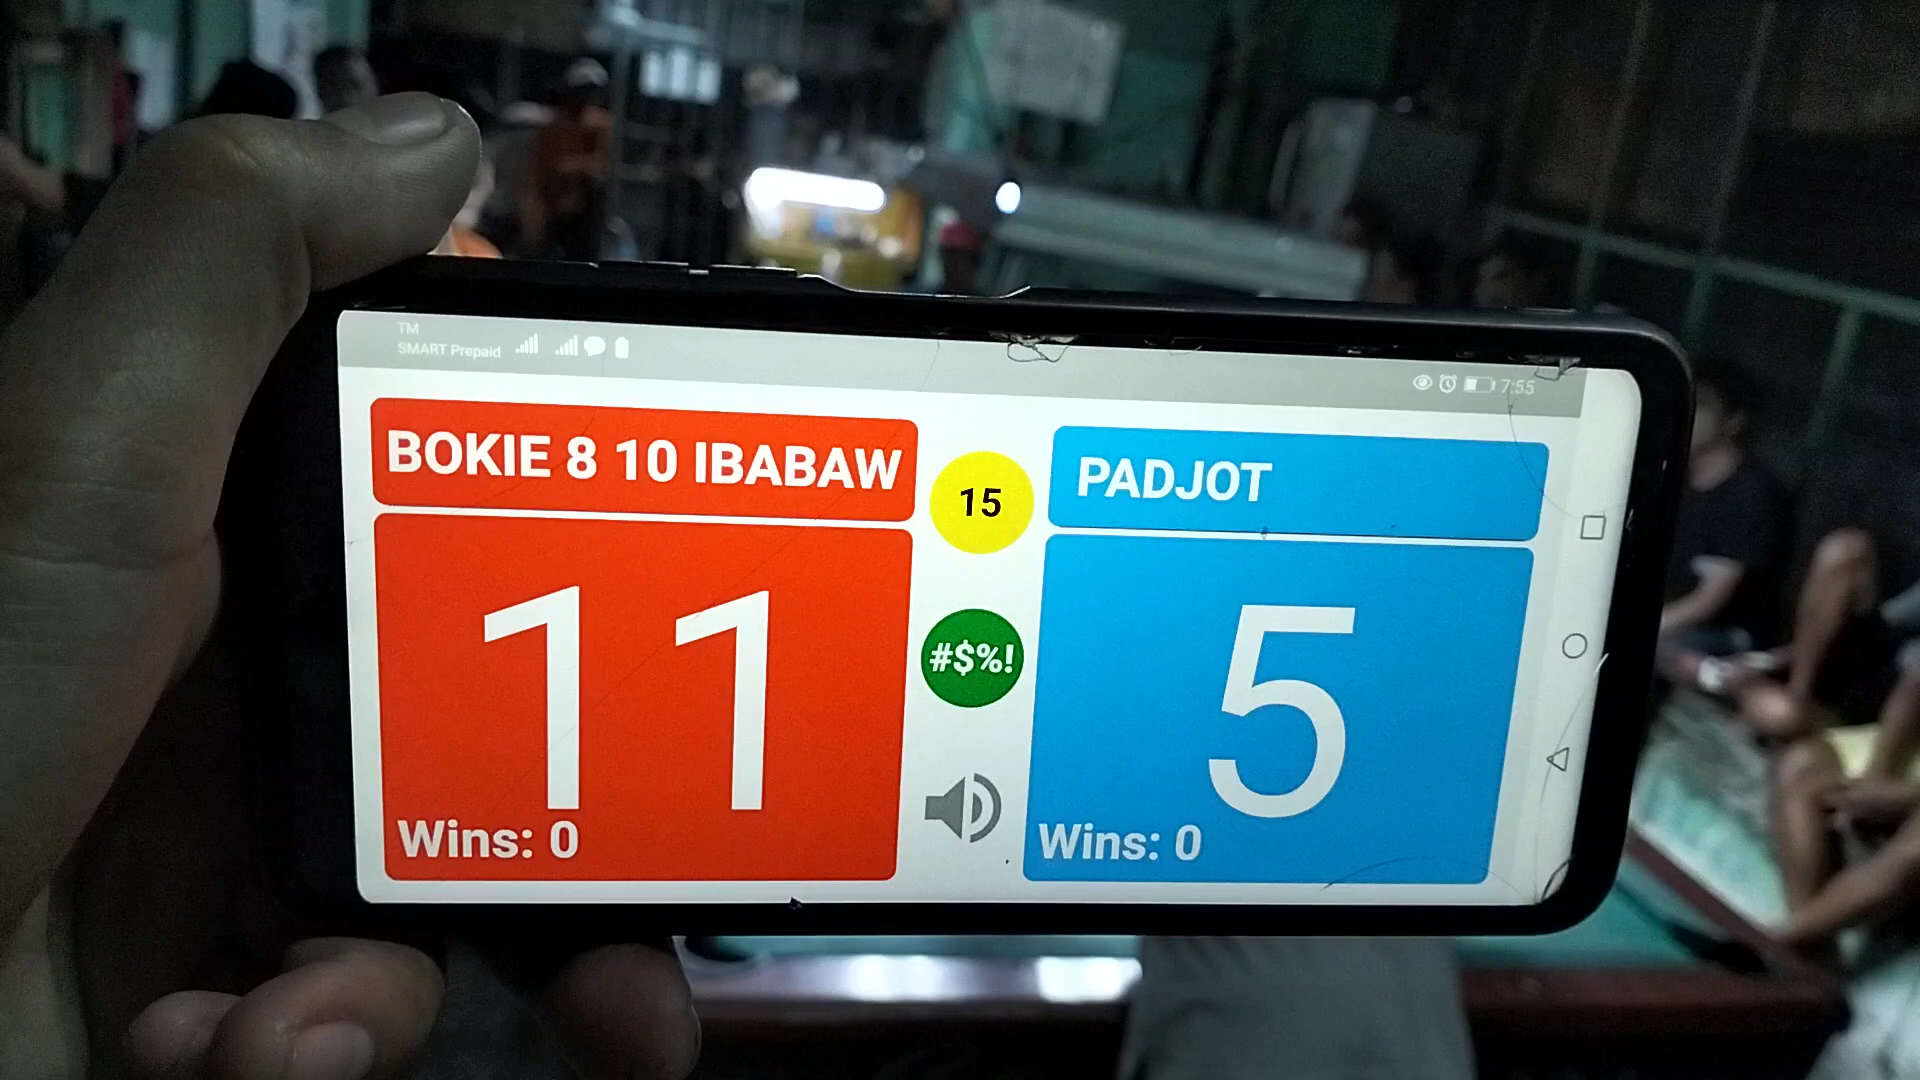 TM
SMART Prepaid
7:55
BOKIE 8 10 IBABAW
15
PADJOT
11
#$%!
5
Wins: 0
Wins: 0